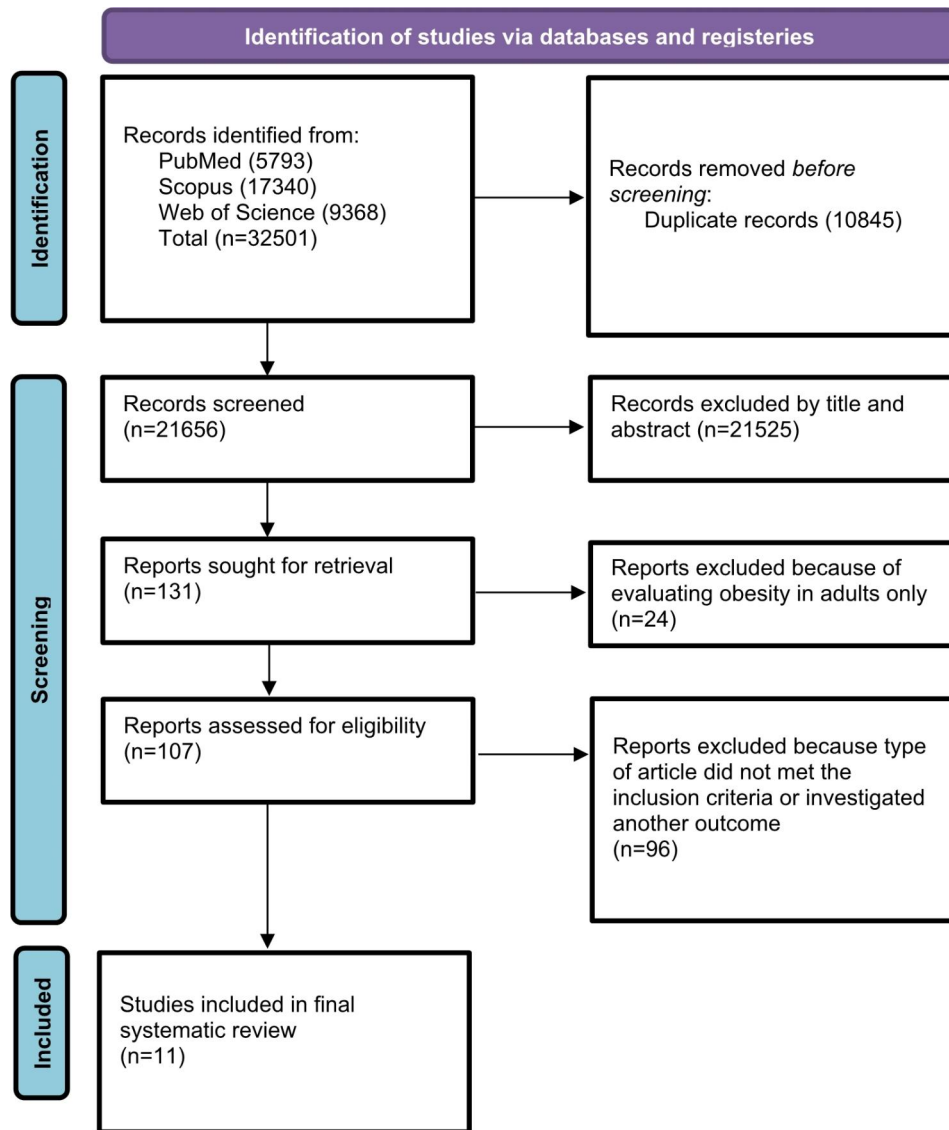 Identification of studies via databases and registeries
Identification
Records identified from:
PubMed (5793)
Scopus (17340)
Web of Science (9368)
Total (n=32501)
Records removed before
screening:
Duplicate records (10845)
Screening
Records screened
(n=21656)
Records excluded by title and
abstract (n=21525)
Reports sought for retrieval
(n=131)
Reports excluded because of
evaluating obesity in adults only
(n=24)
Reports assessed for eligibility
(n=107)
Reports excluded because type
of article did not met the
inclusion criteria or investigated
another outcome
(n=96)
Included
Studies included in final
systematic review
(n=11)